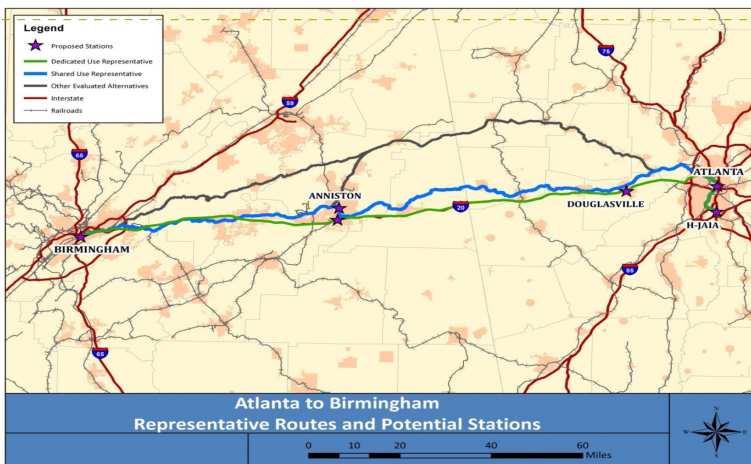 Legend
Proposed Stations
Dedicated Use Representative
Shared Use Representative
Other Evaluated Alternatives
Interstate
Railroads
75
59
65
ATLANTA
ANNISTON
DOUGLASVILLE
20
H-JAIA
BIRMINGHAM
85
65
Atlanta to Birmingham
Representative Routes and Potential Stations
0 10 20 40 60
Miles
N
W E
S